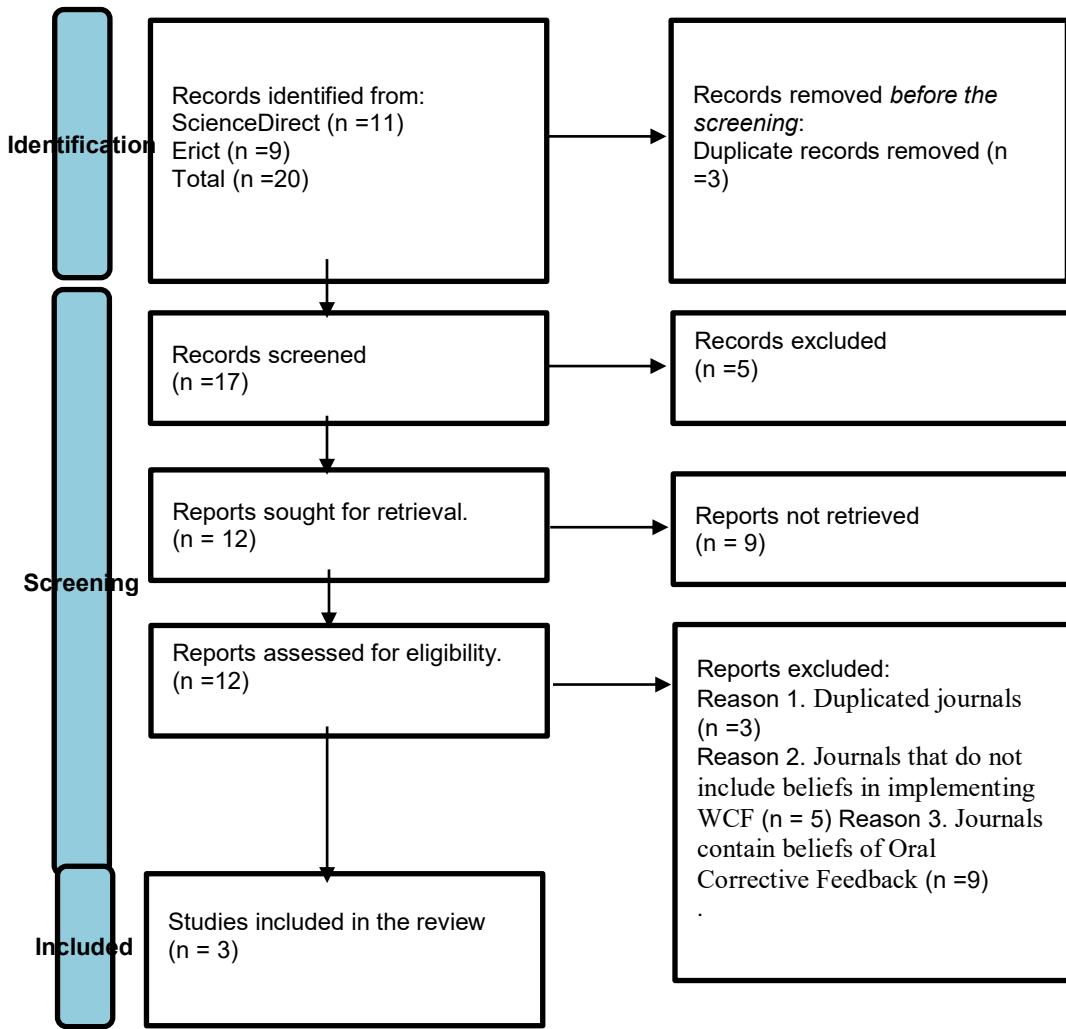 Identification
Records identified from:
ScienceDirect (n =11)
Erict (n =9)
Total (n =20)
Records removed before the
screening:
Duplicate records removed (n
=3)
Screening
Records screened
(n =17)
Records excluded
(n =5)
Reports sought for retrieval.
(n = 12)
Reports not retrieved
(n = 9)
Reports assessed for eligibility.
(n =12)
Reports excluded:
Reason 1. Duplicated journals
(n =3)
Reason 2. Journals that do not
include beliefs in implementing
WCF (n = 5) Reason 3. Journals
contain beliefs of Oral
Corrective Feedback (n =9)
.
Included
Studies included in the review
(n = 3)